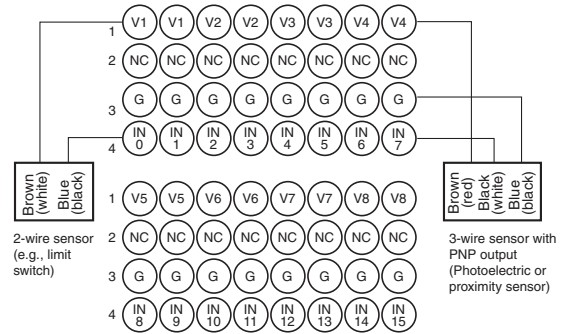 1 V1 V1 V2 V2 V3 V3 V4 V4
2 NC NC NC NC NC NC NC NC
3 G G G G G G G G
4 IN 0 IN 1 IN 2 IN 3 IN 4 IN 5 IN 6 IN 7
Brown (white)
Blue (black)
2-wire sensor
(e.g., limit
switch)
Brown (red)
Black (white)
Blue (black)
3-wire sensor with
PNP output
(Photoelectric or
proximity sensor)
1 V5 V5 V6 V6 V7 V7 V8 V8
2 NC NC NC NC NC NC NC NC
3 G G G G G G G G
4 IN 8 IN 9 IN 10 IN 11 IN 12 IN 13 IN 14 IN 15